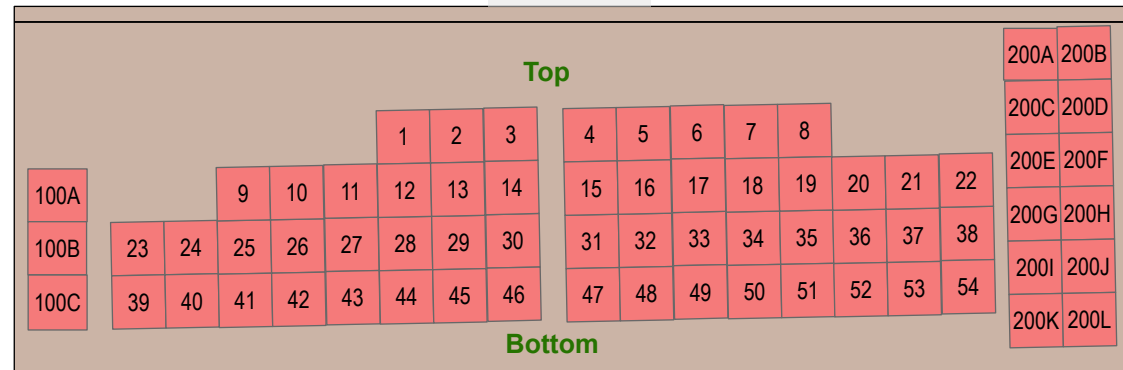 Top
1 2 3 4 5 6 7 8
9 10 11 12 13 14 15 16 17 18 19 20 21 22
23 24 25 26 27 28 29 30 31 32 33 34 35 36 37 38
39 40 41 42 43 44 45 46 47 48 49 50 51 52 53 54
Bottom
100A
100B
100C
200A 200B
200C 200D
200E 200F
200G 200H
200I 200J
200K 200L